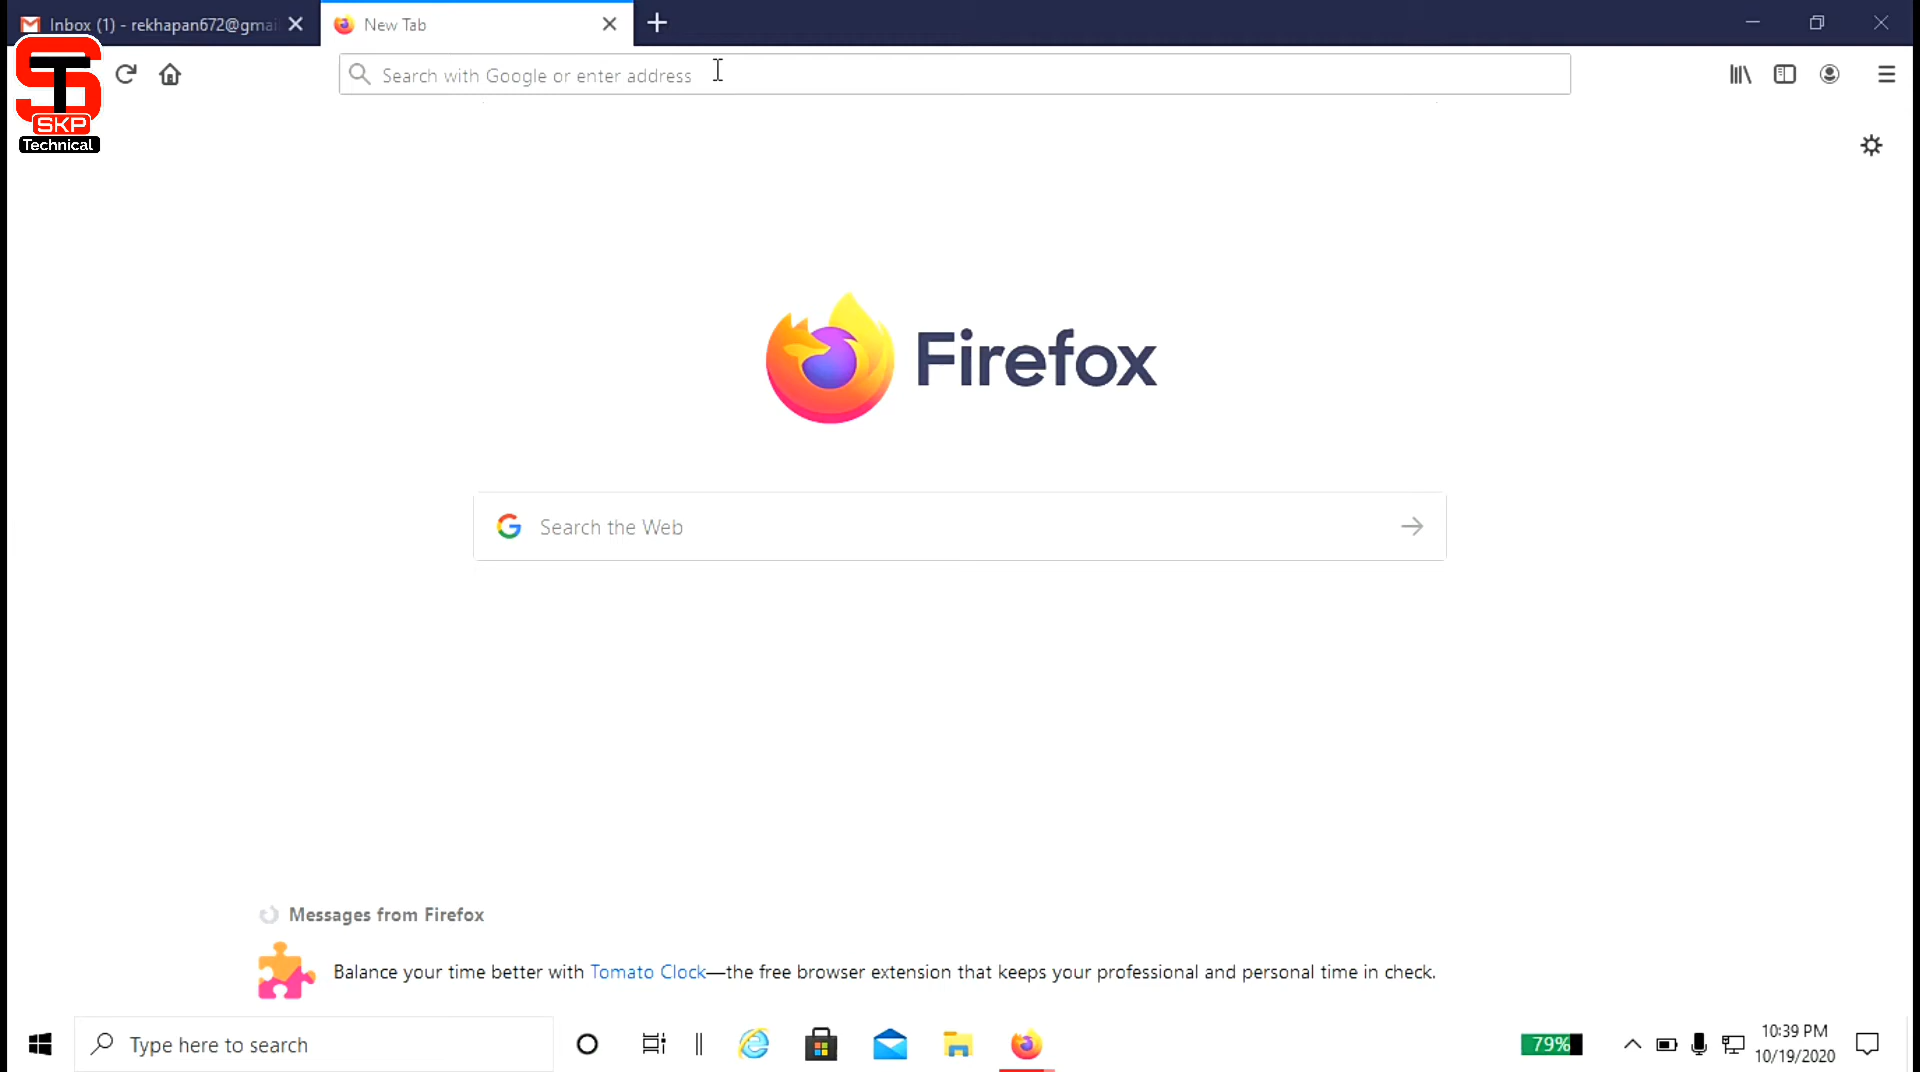 Inbox (1) - rekhapan672@gmai
New Tab
Search with Google or enter address
ST
SKP
Technical
Firefox
Search the Web
Messages from Firefox
Balance your time better with Tomato Clock—the free browser extension that keeps your professional and personal time in check.
Type here to search
79%
10:39 PM
10/19/2020